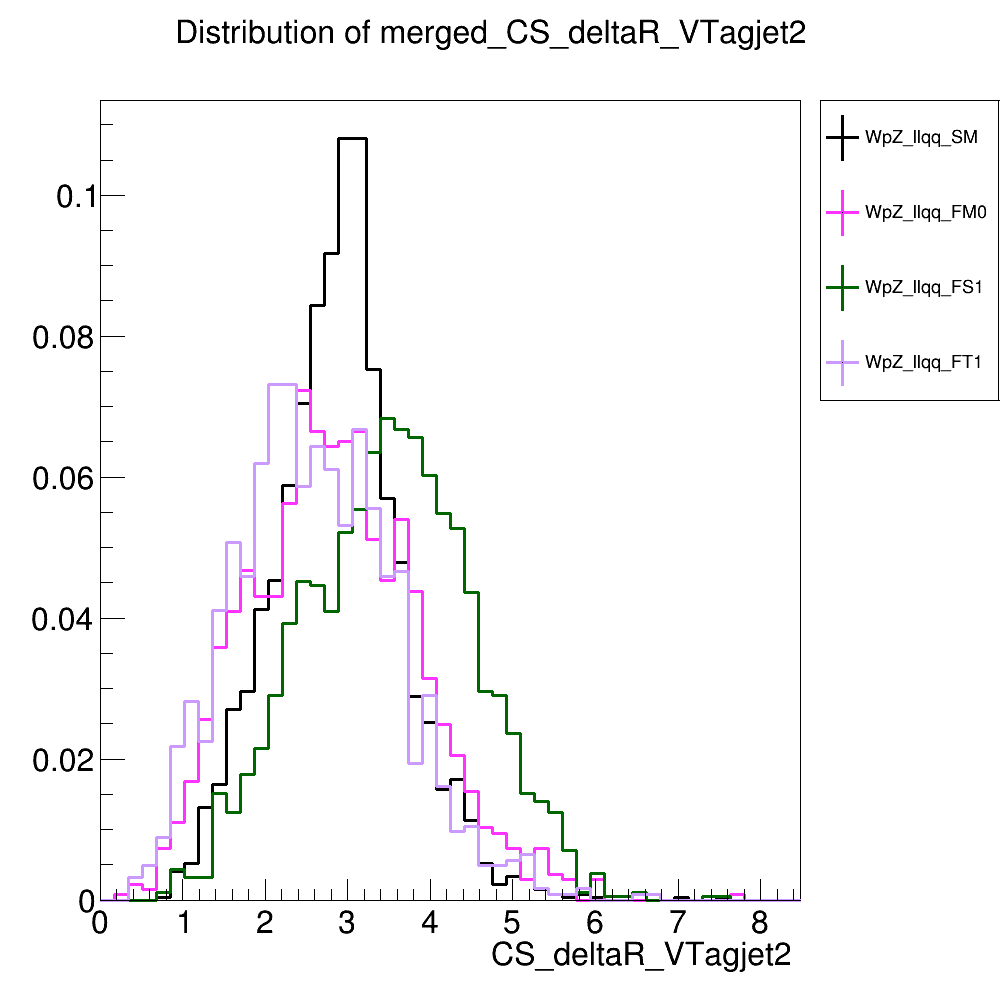 Distribution of merged_CS_deltaR_VTagjet2
WpZ_llqq_SM
WpZ_llqq_FM0
WpZ_llqq_FS1
WpZ_llqq_FT1
0.1
0.08
0.06
0.04
0.02
0
0 1 2 3 4 5 6 7 8
CS_deltaR_VTagjet2